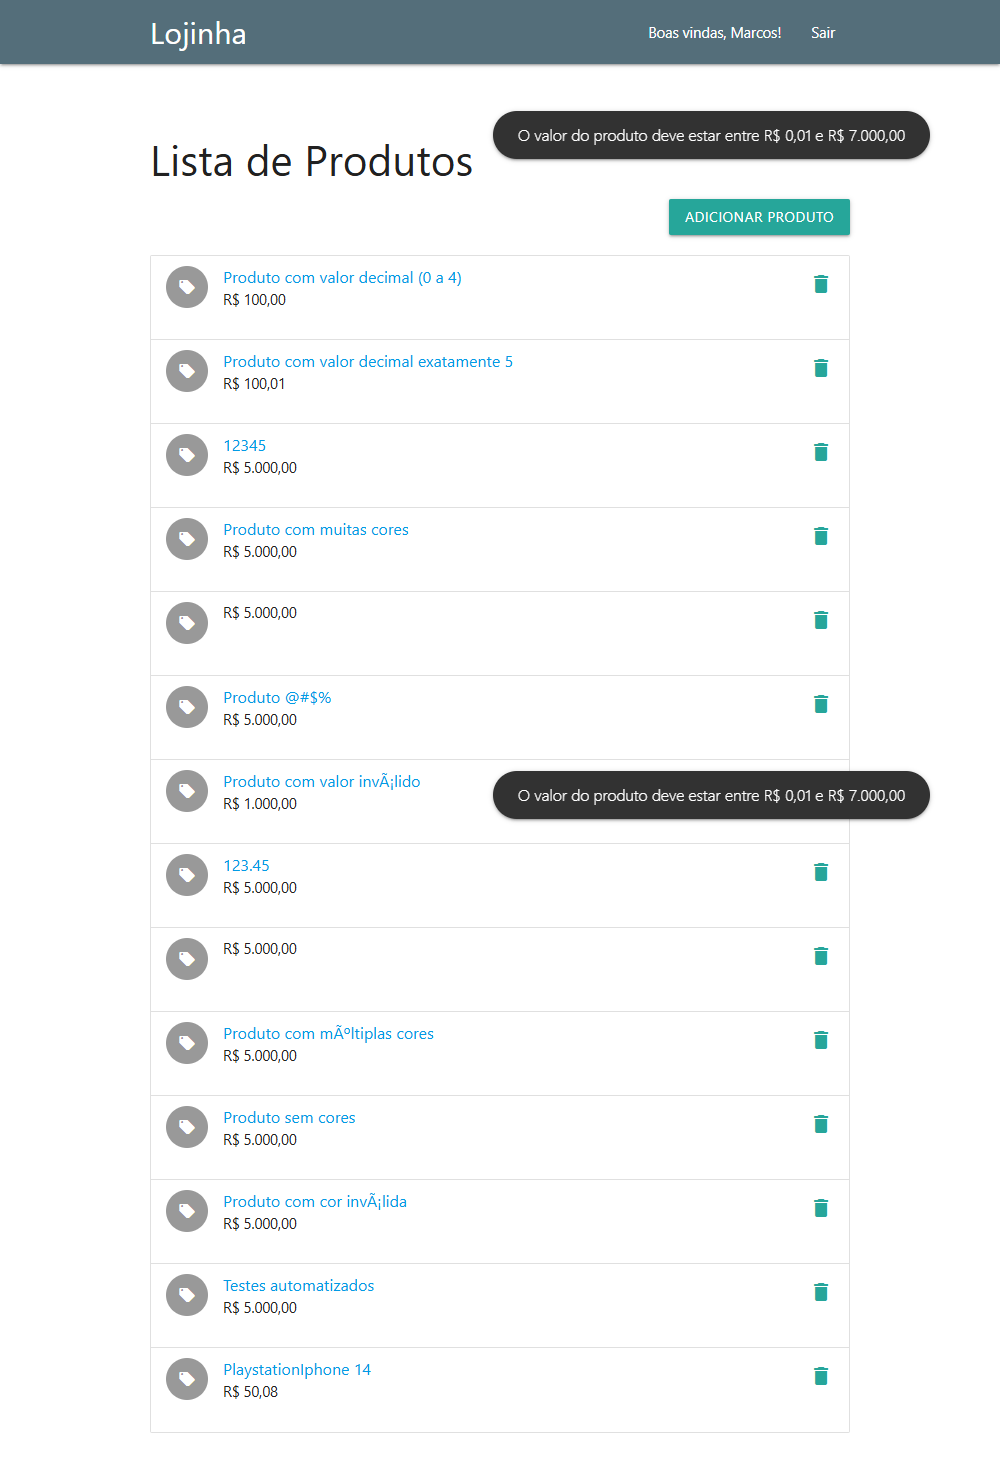 Lojinha
Boas vindas, Marcos!
Sair
O valor do produto deve estar entre R$ 0,01 e R$ 7.000,00
Lista de Produtos
ADICIONAR PRODUTO
Produto com valor decimal (0 a 4)
R$ 100,00
Produto com valor decimal exatamente 5
R$ 100,01
12345
R$ 5.000,00
Produto com muitas cores
R$ 5.000,00
R$ 5.000,00
Produto @#$%
R$ 5.000,00
Produto com valor invÃ¡lido
R$ 1.000,00
O valor do produto deve estar entre R$ 0,01 e R$ 7.000,00
123.45
R$ 5.000,00
R$ 5.000,00
Produto com mÃºltiplas cores
R$ 5.000,00
Produto sem cores
R$ 5.000,00
Produto com cor invÃ¡lida
R$ 5.000,00
Testes automatizados
R$ 5.000,00
PlaystationIphone 14
R$ 50,08